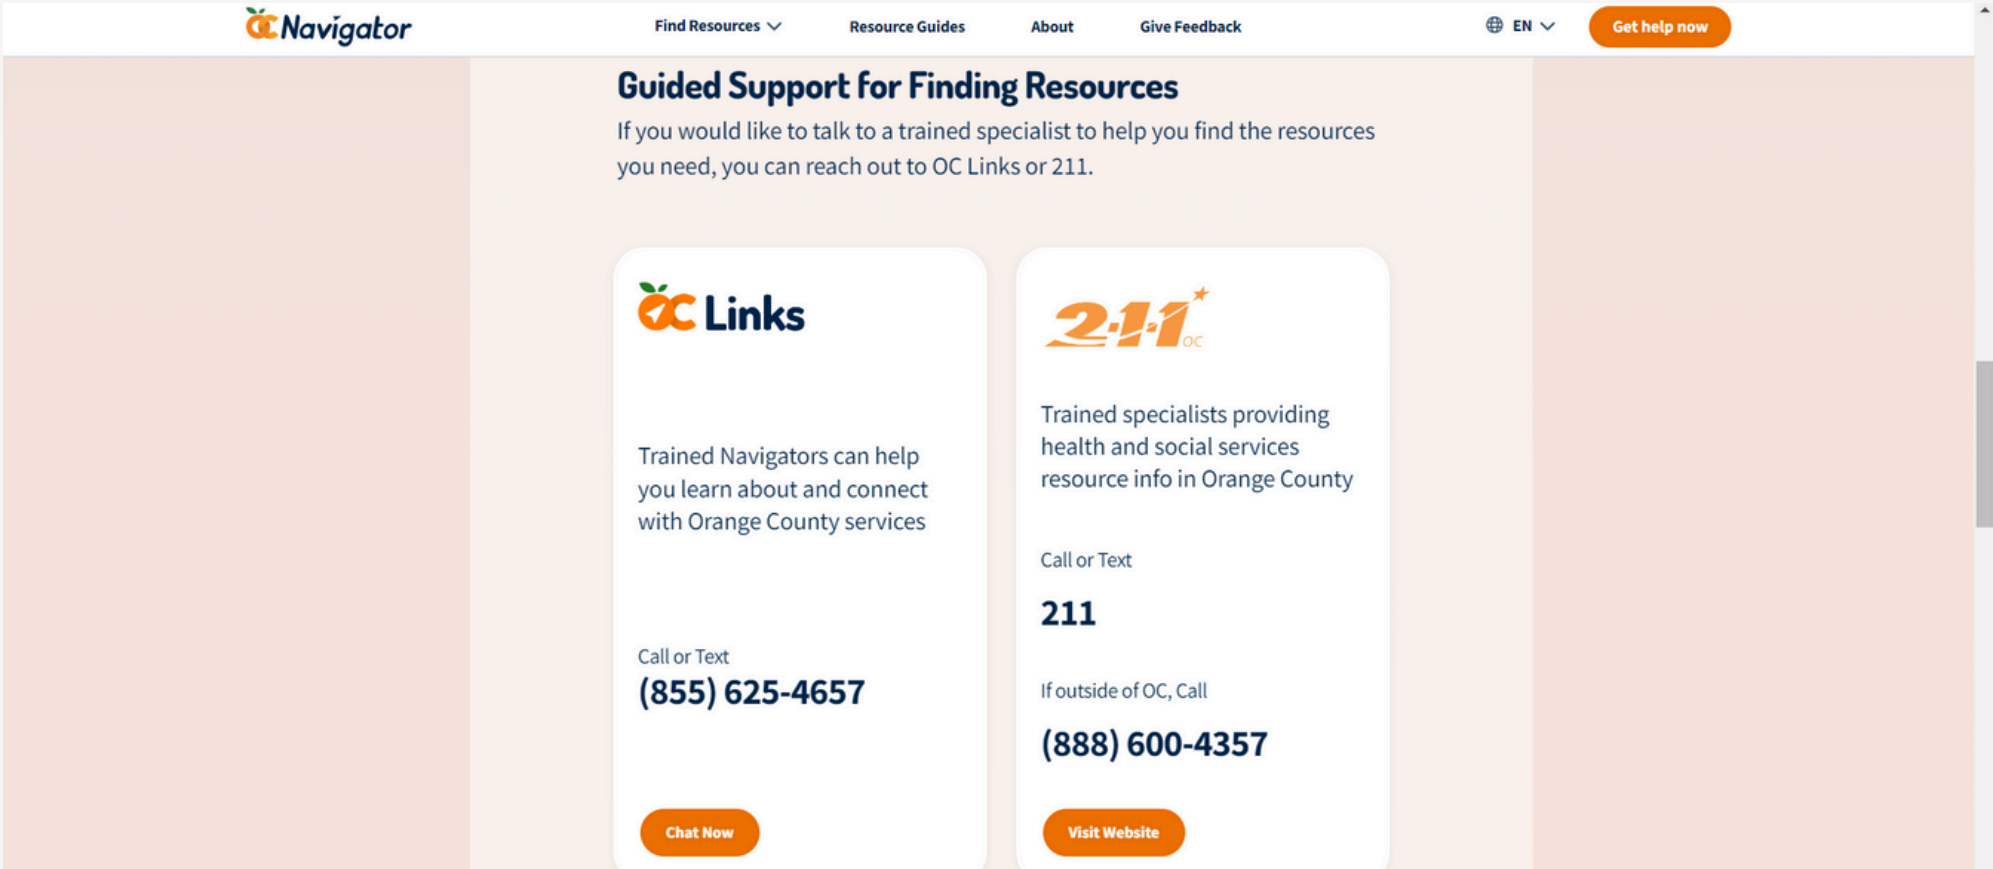 OC Navigator
Find Resources
Resource Guides
About
Give Feedback
EN
Get help now
Guided Support for Finding Resources
If you would like to talk to a trained specialist to help you find the resources
you need, you can reach out to OC Links or 211.
OC Links
Trained Navigators can help
you learn about and connect
with Orange County services
Call or Text
(855) 625-4657
Chat Now
2-1-1 OC
Trained specialists providing
health and social services
resource info in Orange County
Call or Text
211
If outside of OC, Call
(888) 600-4357
Visit Website